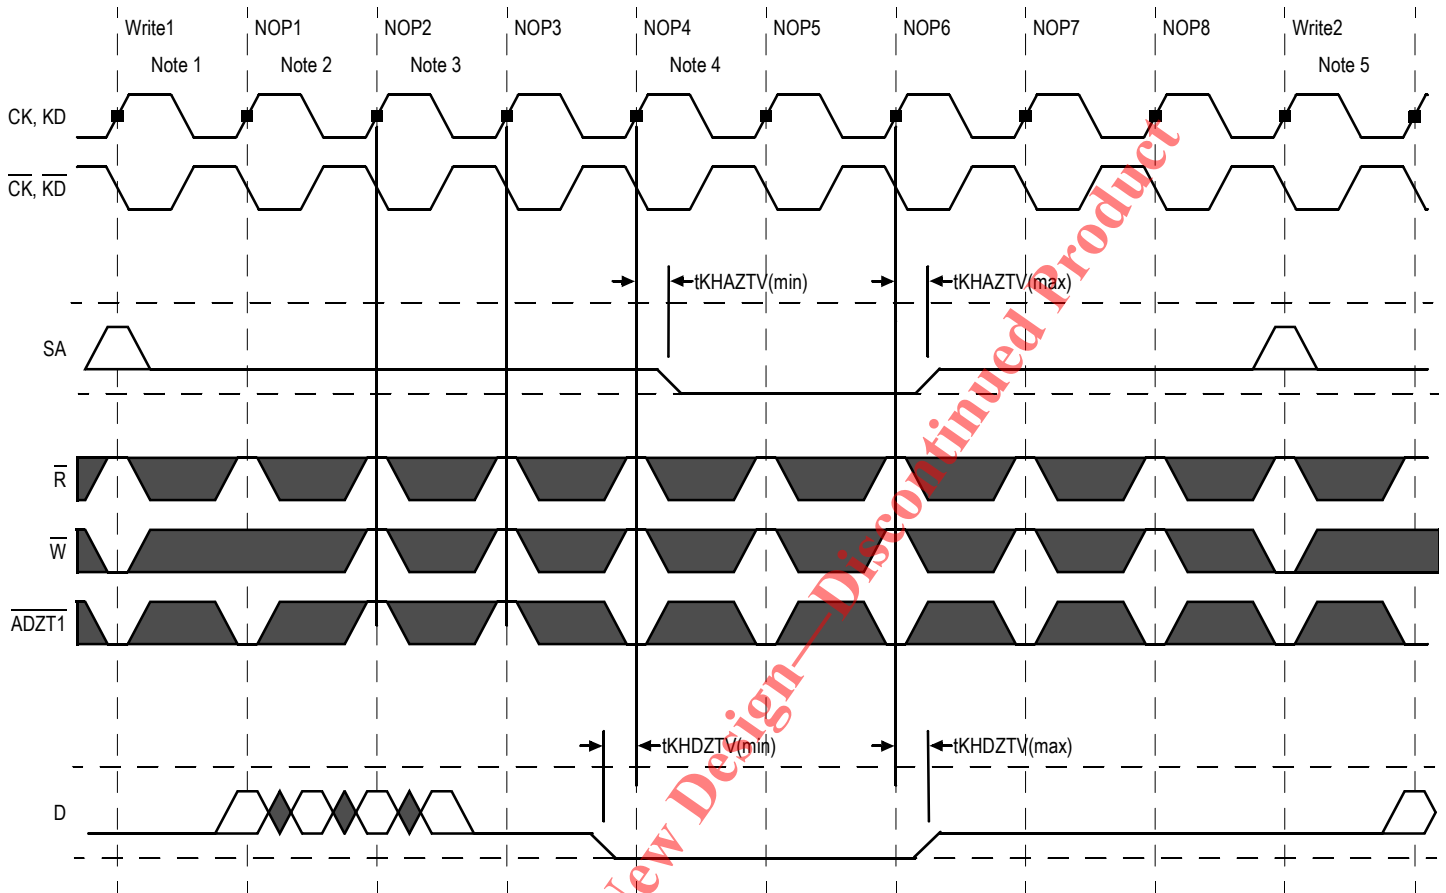 Write1 NOP1 NOP2 NOP3 NOP4 NOP5 NOP6 NOP7 NOP8 Write2
Note 1 Note 2 Note 3 Note 4 Note 5
CK, KD
CK, KD
tKHAZTV(min) tKHAZTV(max)
SA
R
W
ADZT1
tKHDZTV(min) tKHDZTV(max)
D
New Design—Discontinued Product